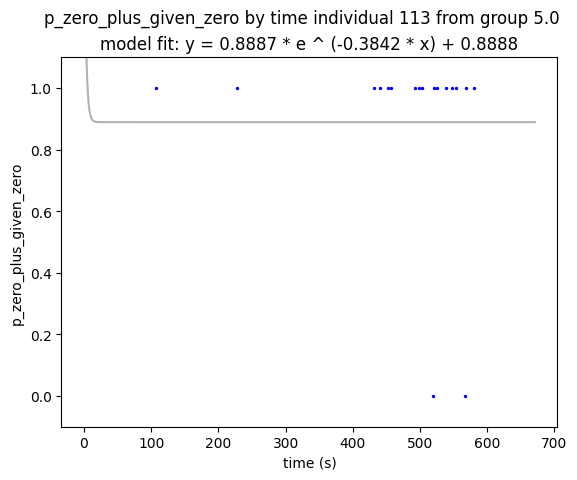 p_zero_plus_given_zero by time individual 113 from group 5.0
model fit: y = 0.8887 * e ^ (-0.3842 * x) + 0.8888
1.0
0.8
0.6
0.4
0.2
0.0
p_zero_plus_given_zero
0 100 200 300 400 500 600 700
time (s)